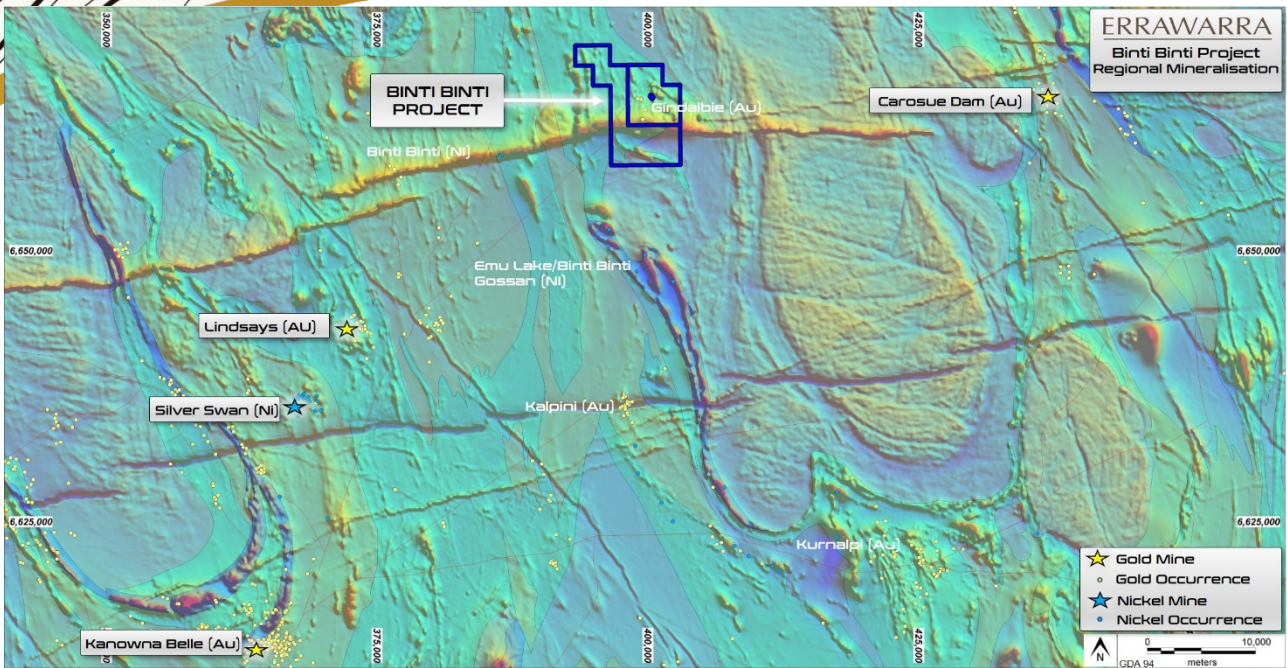 350,000
375,000
400,000
425,000
ERRAWARRA
Binti Binti Project
Regional Mineralisation
BINTI BINTI
PROJECT
Gindalbie (Au)
Carosue Dam (Au)
Binti Binti (Ni)
6,650,000
6,650,000
Emu Lake/Binti Binti
Gossan (Ni)
Lindsays (AU)
Silver Swan (Ni)
Kalpini (Au)
6,625,000
6,625,000
Kurnalpi (Au)
Kanowna Belle (Au)
375,000
400,000
425,000
Gold Mine
Gold Occurrence
Nickel Mine
Nickel Occurrence
N
GDA 94
0
10,000
meters